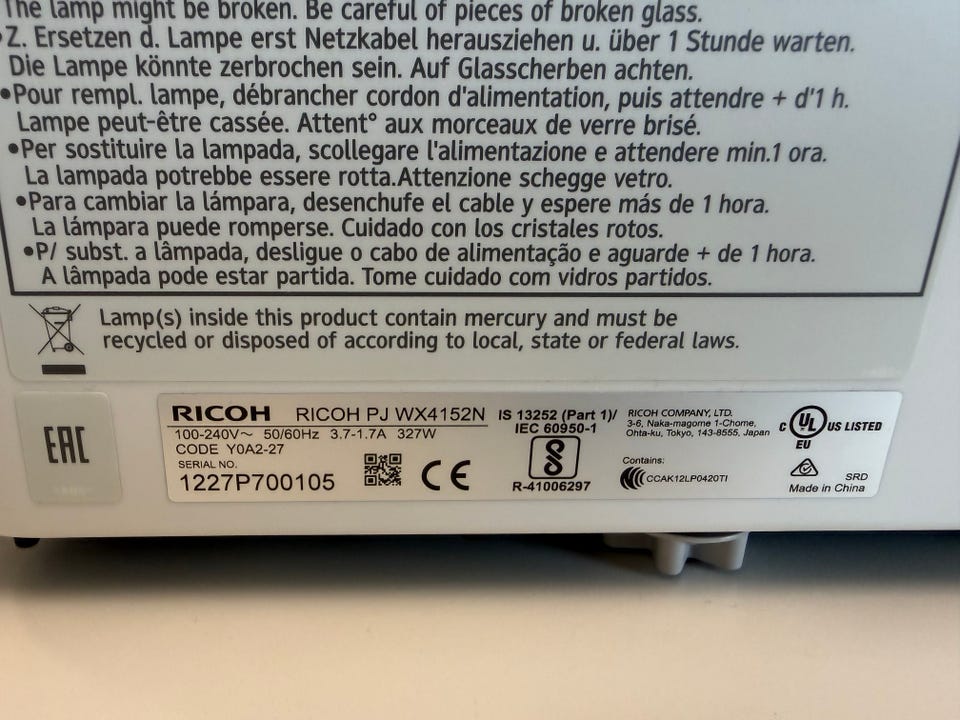 The lamp might be broken. Be careful of pieces of broken glass.
•Z. Ersetzen d. Lampe erst Netzkabel herausziehen u. über 1 Stunde warten.
Die Lampe könnte zerbrochen sein. Auf Glasscherben achten.
•Pour rempl. lampe, débrancher cordon d'alimentation, puis attendre + d'1 h.
Lampe peut-être cassée. Attent° aux morceaux de verre brisé.
•Per sostituire la lampada, scollegare l'alimentazione e attendere min.1 ora.
La lampada potrebbe essere rotta.Attenzione schegge vetro.
•Para cambiar la lámpara, desenchufe el cable y espere más de 1 hora.
La lámpara puede romperse. Cuidado con los cristales rotos.
•P/ subst. a lâmpada, desligue o cabo de alimentação e aguarde + de 1 hora.
A lâmpada pode estar partida. Tome cuidado com vidros partidos.
Lamp(s) inside this product contain mercury and must be
recycled or disposed of according to local, state or federal laws.
EAC
RICOH RICOH PJ WX4152N
100-240V~ 50/60Hz 3.7-1.7A 327W
CODE Y0A2-27
SERIAL NO.
1227P700105
CE
IS 13252 (Part 1)/
IEC 60950-1
R-41006297
RICOH COMPANY, LTD.
3-6, Naka-magome 1-Chome,
Ohta-ku, Tokyo, 143-8555, Japan
Contains:
CCAK12LP0420TI
C UL US LISTED
EU
SRD
Made in China